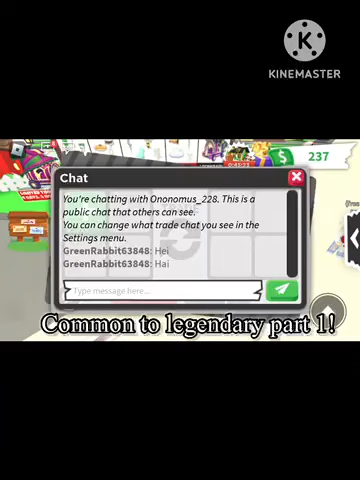 K
KINEMASTER
$ 237
Chat
You're chatting with Ononomus_228. This is a
public chat that others can see.
You can change what trade chat you see in the
Settings menu.
GreenRabbit63848: Hei
GreenRabbit63848: Hai
Type message here...
Common to legendary part 1!